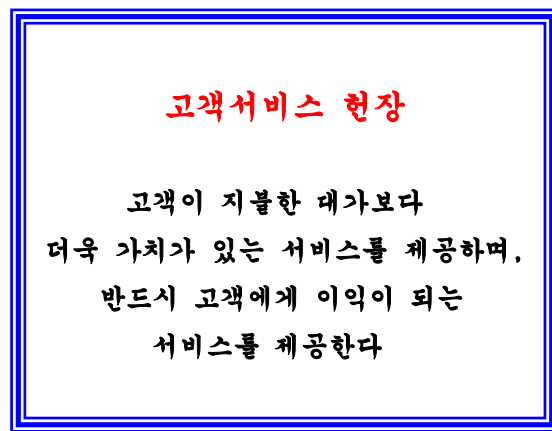 고객서비스 헌장
고객이 지불한 대가보다
더욱 가치가 있는 서비스를 제공하며,
반드시 고객에게 이익이 되는
서비스를 제공한다